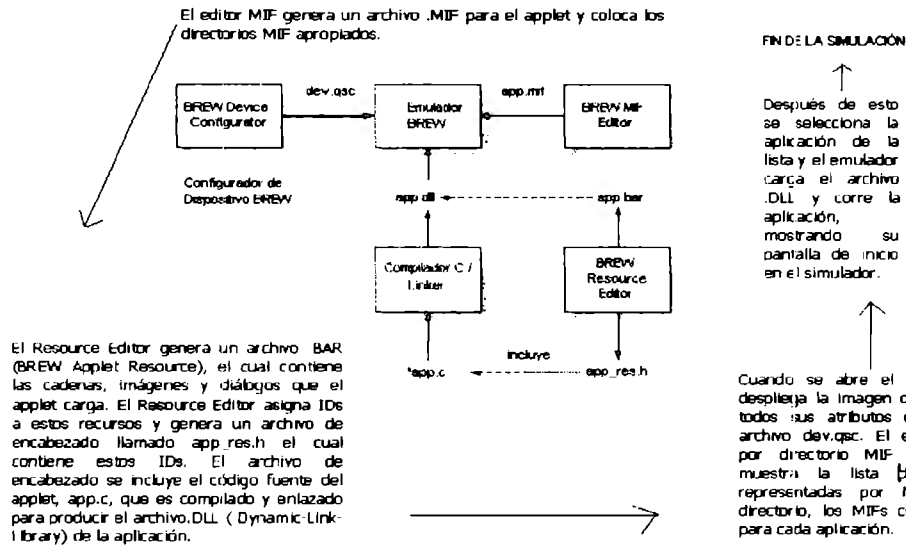 El editor MIF genera un archivo .MIF para el applet y coloca los
directorios MIF apropiados.
FIN DE LA SIMULACIÓN
dev.qsc
app.mif
BREW Device
Configurator
Emulador
BREW
BREW MIF
Editor
Configurador de
Dispositivo BREW
app.dll
app.bar
Compilador C /
Linker
BREW
Resource
Editor
incluye
*app.c
app_res.h
Después de esto
se selecciona la
aplicación de la
lista y el emulador
carga el archivo
.DLL y corre la
aplicación,
mostrando su
pantalla de inicio
en el simulador.
El Resource Editor genera un archivo BAR
(BREW Applet Resource), el cual contiene
las cadenas, imágenes y diálogos que el
applet carga. El Resource Editor asigna IDs
a estos recursos y genera un archivo de
encabezado llamado app_res.h el cual
contiene estos IDs. El archivo de
encabezado se incluye el código fuente del
applet, app.c, que es compilado y enlazado
para producir el archivo.DLL ( Dynamic-Link-
Library) de la aplicación.
Cuando se abre el
despliega la imagen
todos sus atributos
archivo dev.qsc. El
por directorio MIF
muestra la lista
representadas por
directorio, los MIFs
para cada aplicación.